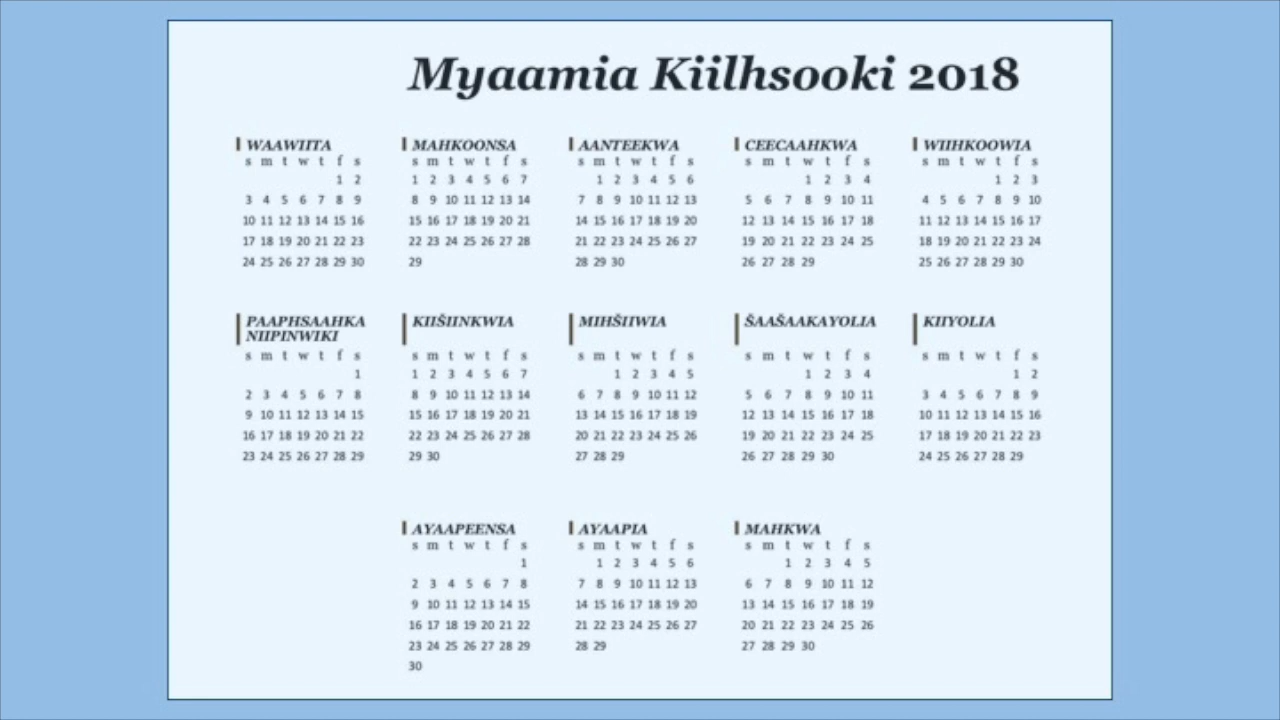 Myaamia Kiilhsooki 2018
WAAWIITA
s m t w t f s
1 2
3 4 5 6 7 8 9
10 11 12 13 14 15 16
17 18 19 20 21 22 23
24 25 26 27 28 29 30
MAHKOONSA
s m t w t f s
1 2 3 4 5 6 7
8 9 10 11 12 13 14
15 16 17 18 19 20 21
22 23 24 25 26 27 28
29
AANTEEKWA
s m t w t f s
1 2 3 4 5 6
7 8 9 10 11 12 13
14 15 16 17 18 19 20
21 22 23 24 25 26 27
28 29 30
CEECAAHKWA
s m t w t f s
1 2 3 4
5 6 7 8 9 10 11
12 13 14 15 16 17 18
19 20 21 22 23 24 25
26 27 28 29
WIIHKOOWIA
s m t w t f s
1 2 3
4 5 6 7 8 9 10
11 12 13 14 15 16 17
18 19 20 21 22 23 24
25 26 27 28 29 30
PAAPHSAAHKA
NIIPINWIKI
s m t w t f s
1
2 3 4 5 6 7 8
9 10 11 12 13 14 15
16 17 18 19 20 21 22
23 24 25 26 27 28 29
KIIŠIINKWIA
s m t w t f s
1 2 3 4 5 6 7
8 9 10 11 12 13 14
15 16 17 18 19 20 21
22 23 24 25 26 27 28
29 30
MIHŠIIWIA
s m t w t f s
1 2 3 4 5
6 7 8 9 10 11 12
13 14 15 16 17 18 19
20 21 22 23 24 25 26
27 28 29
ŠAAŠAAKAYOLIA
s m t w t f s
1 2 3 4
5 6 7 8 9 10 11
12 13 14 15 16 17 18
19 20 21 22 23 24 25
26 27 28 29 30
KIIYOLIA
s m t w t f s
1 2
3 4 5 6 7 8 9
10 11 12 13 14 15 16
17 18 19 20 21 22 23
24 25 26 27 28 29
AYAAPEENSA
s m t w t f s
1
2 3 4 5 6 7 8
9 10 11 12 13 14 15
16 17 18 19 20 21 22
23 24 25 26 27 28 29
30
AYAAPIA
s m t w t f s
1 2 3 4 5 6
7 8 9 10 11 12 13
14 15 16 17 18 19 20
21 22 23 24 25 26 27
28 29
MAHKWA
s m t w t f s
1 2 3 4 5
6 7 8 9 10 11 12
13 14 15 16 17 18 19
20 21 22 23 24 25 26
27 28 29 30